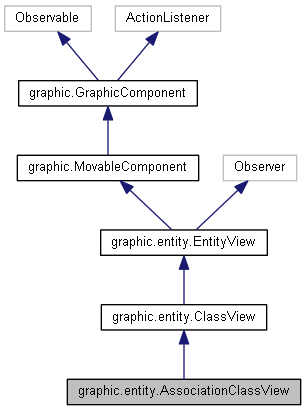 Observable
ActionListener
graphic.GraphicComponent
graphic.MovableComponent
Observer
graphic.entity.EntityView
graphic.entity.ClassView
graphic.entity.AssociationClassView